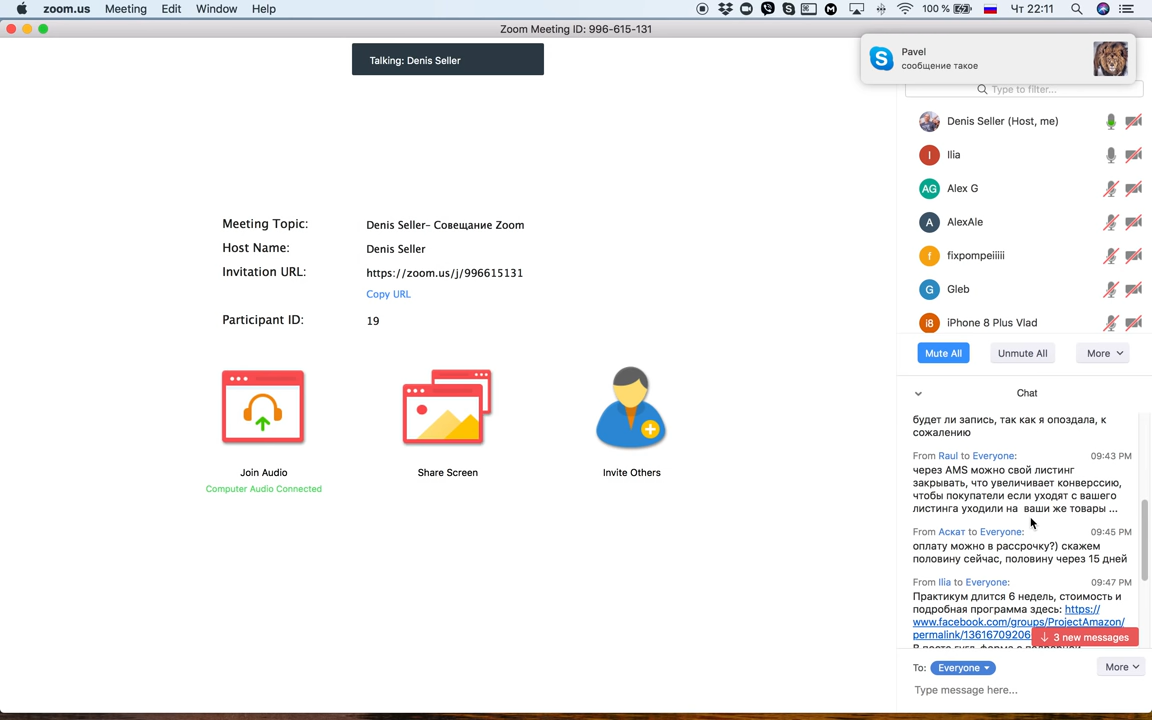 zoom.us Meeting Edit Window Help 100 % Чт 22:11
Zoom Meeting ID: 996-615-131
Talking: Denis Seller
Pavel
сообщение такое
Type to filter...
Denis Seller (Host, me)
I Ilia
AG Alex G
A AlexAle
f fixpompeiiiii
G Gleb
i8 iPhone 8 Plus Vlad
Mute All Unmute All More
Meeting Topic: Denis Seller- Совещание Zoom
Host Name: Denis Seller
Invitation URL: https://zoom.us/j/996615131
Copy URL
Participant ID: 19
Join Audio
Computer Audio Connected
Share Screen
Invite Others
Chat
будет ли запись, так как я опоздала, к
сожалению
From Raul to Everyone: 09:43 PM
через AMS можно свой листинг
закрывать, что увеличивает конверссию,
чтобы покупатели если уходят с вашего
листинга уходили на ваши же товары ...
From Аскат to Everyone: 09:45 PM
оплату можно в рассрочку?) скажем
половину сейчас, половину через 15 дней
From Ilia to Everyone: 09:47 PM
Практикум длится 6 недель, стоимость и
подробная программа здесь: https://
www.facebook.com/groups/ProjectAmazon/
permalink/13616709206
3 new messages
To: Everyone More
Type message here...